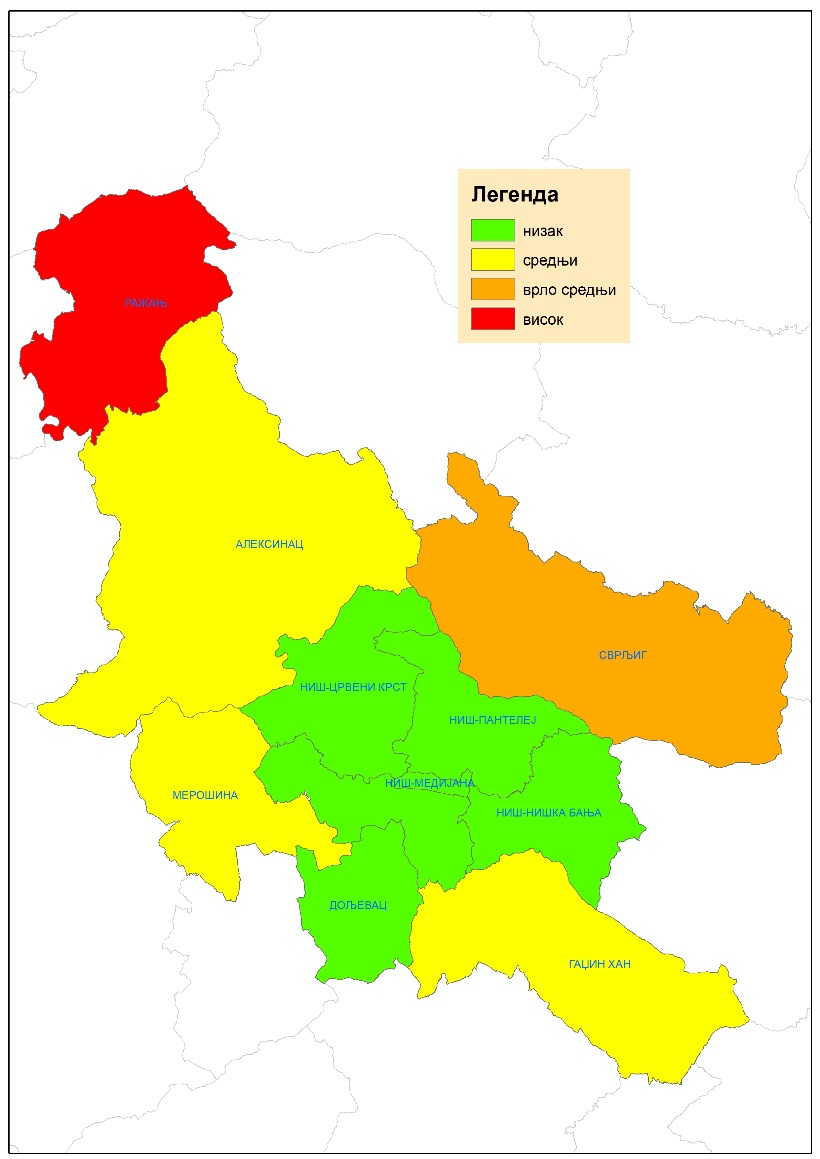 Легенда
низак
средњи
врло средњи
висок
РАЖАЊ
АЛЕКСИНАЦ
СВРЉИГ
НИШ-ЦРВЕНИ КРСТ
НИШ-ПАНТЕЛЕЈ
НИШ-МЕДИЈАНА
МЕРОШИНА
НИШ-НИШКА БАЊА
ДОЉЕВАЦ
ГАЏИН ХАН